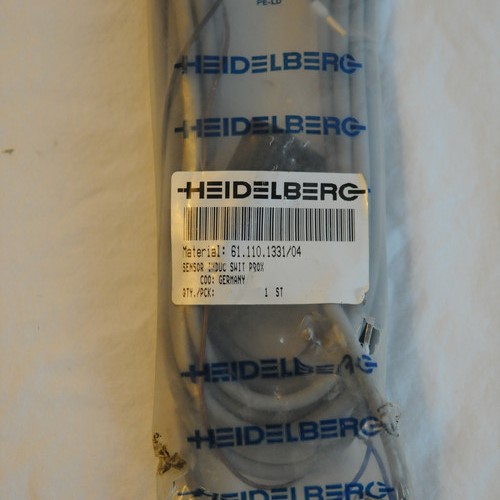 PE-LD
HEIDELBERG
HEIDELBERG
HEIDELBERG
Material: 61.110.1331/04
SENSOR INDUC SWIT PROX
COO: GERMANY
QTY./PCK: 1 ST
HEIDELBERG
HEIDELBERG
HEIDELBERG